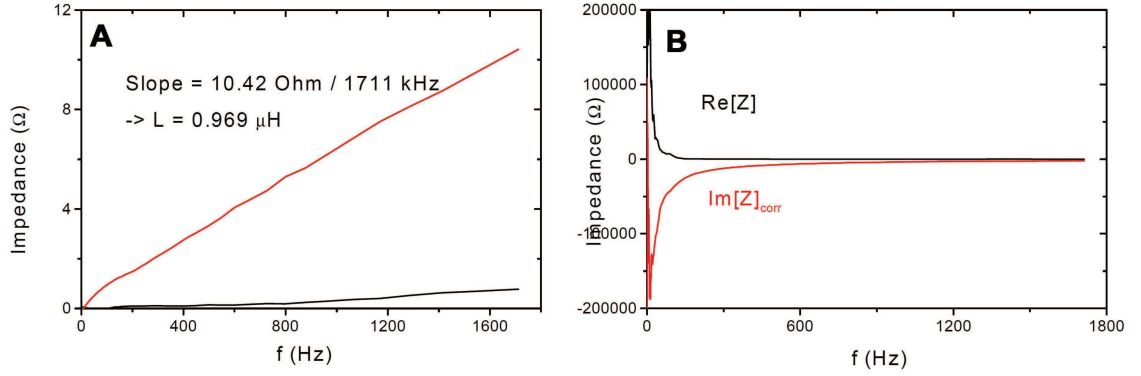 A
Slope = 10.42 Ohm / 1711 kHz
-> L = 0.969 μH
Impedance (Ω)
12
8
4
0
0 400 800 1200 1600
f (Hz)
B
Re[Z]
Im[Z]corr
Impedance (Ω)
200000
100000
0
-100000
-200000
0 600 1200 1800
f (Hz)